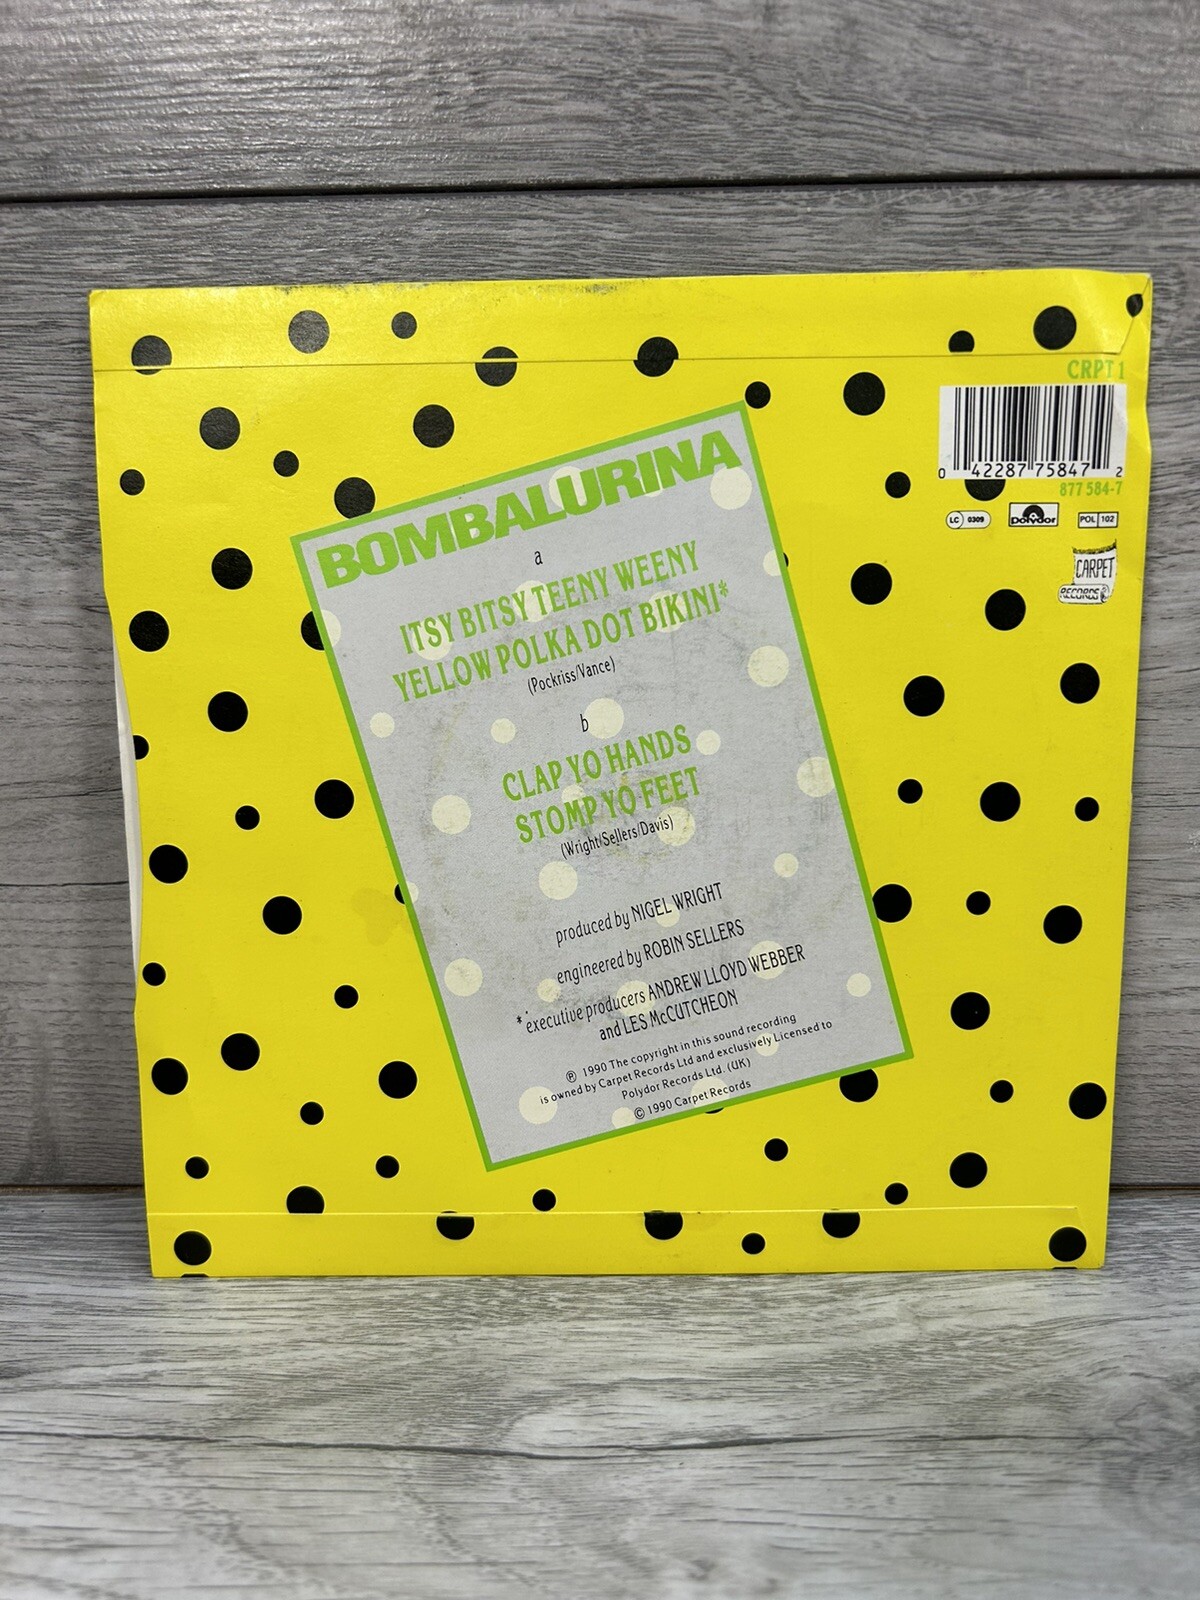 CRPT 1
0 42287 75847 2
877 584-7
LC 0309
Polydor
POL 102
CARPET
RECORDS
BOMBALURINA
a
ITSY BITSY TEENY WEENY
YELLOW POLKA DOT BIKINI*
(Pockriss/Vance)
b
CLAP YO HANDS
STOMP YO FEET
(Wright/Sellers/Davis)
produced by NIGEL WRIGHT
engineered by ROBIN SELLERS
* executive producers ANDREW LLOYD WEBBER
and LES McCUTCHEON
℗ 1990 The copyright in this sound recording
is owned by Carpet Records Ltd and exclusively Licensed to
Polydor Records Ltd. (UK)
© 1990 Carpet Records